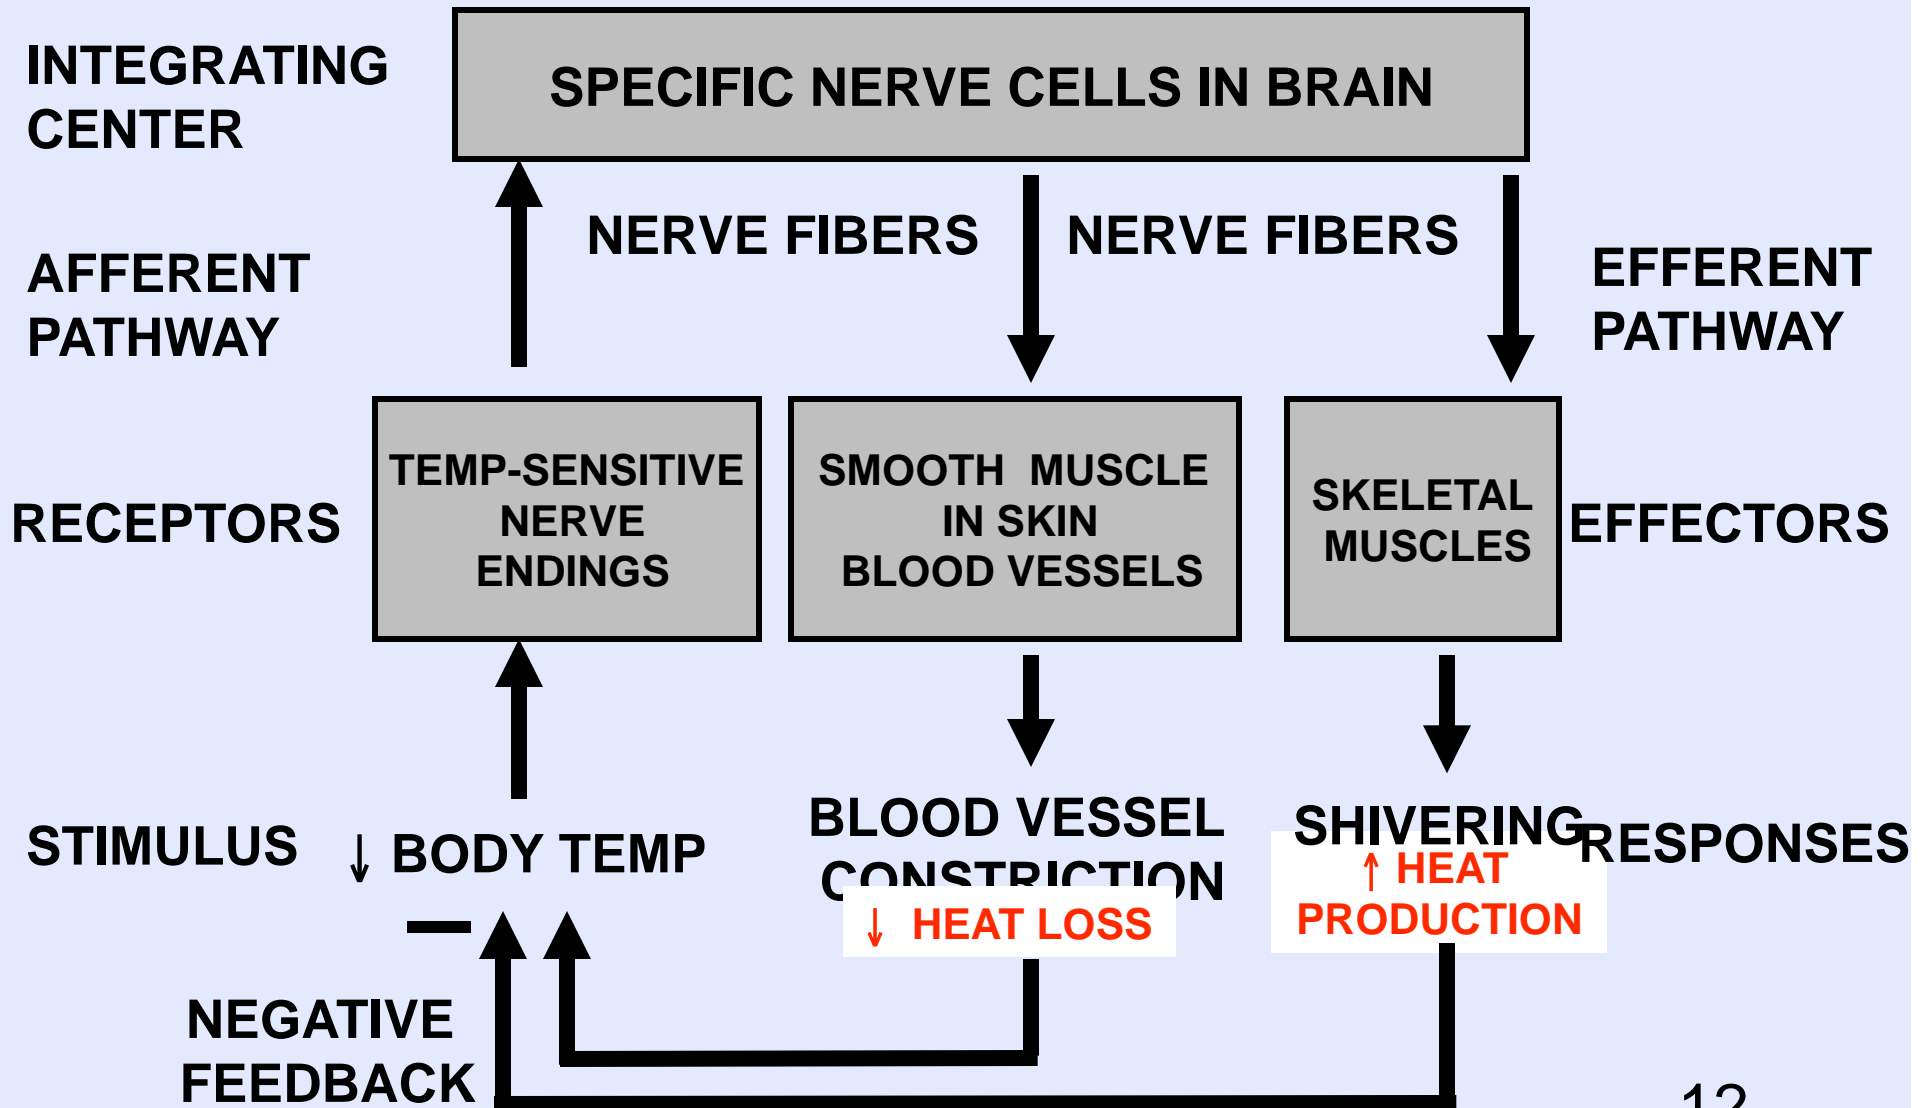 INTEGRATING
CENTER
SPECIFIC NERVE CELLS IN BRAIN
AFFERENT
PATHWAY
NERVE FIBERS
NERVE FIBERS
EFFERENT
PATHWAY
RECEPTORS
TEMP-SENSITIVE
NERVE
ENDINGS
SMOOTH MUSCLE
IN SKIN
BLOOD VESSELS
SKELETAL
MUSCLES
EFFECTORS
STIMULUS
↓ BODY TEMP
BLOOD VESSEL
CONSTRICTION
↓ HEAT LOSS
SHIVERING
↑ HEAT
PRODUCTION
RESPONSES
NEGATIVE
FEEDBACK
12